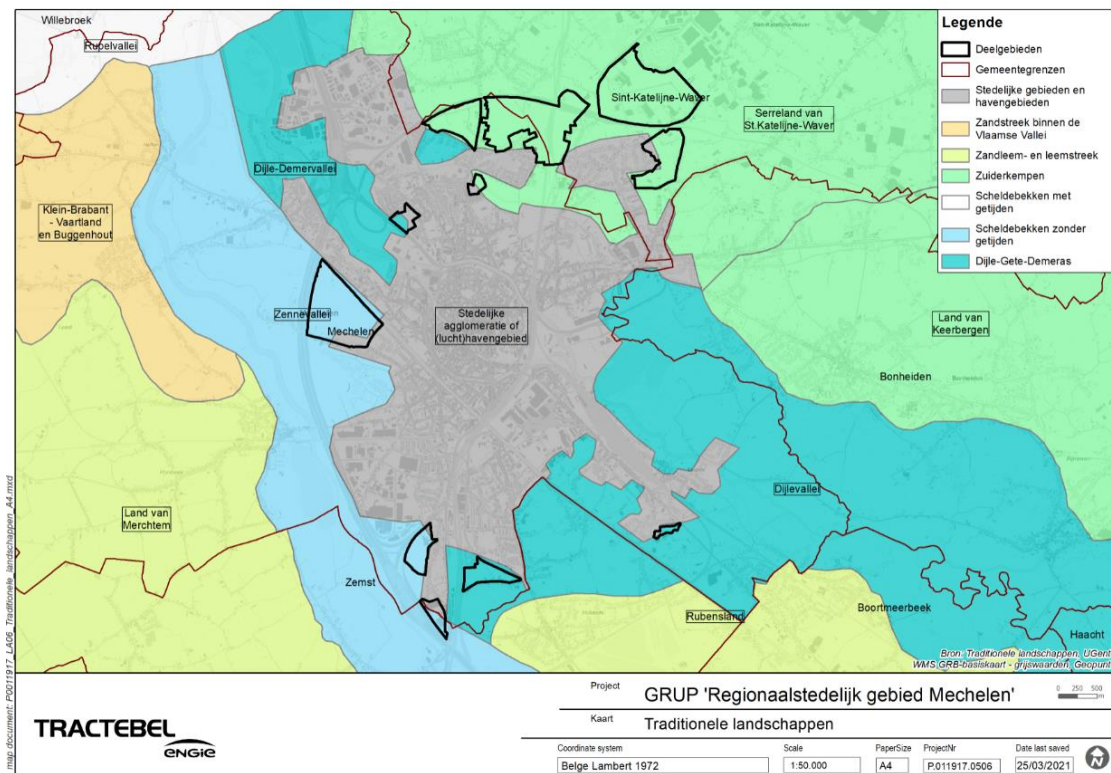 Willebroek
Rupelvallei
Sint-Katelijne-Waver
Serreland van
St.Katelijne-Waver
Dijle-Demervallei
Klein-Brabant
- Vaartland
en Buggenhout
Zennevallei
Mechelen
Stedelijke
agglomeratie of
(lucht)havengebied
Land van
Keerbergen
Bonheiden
Dijlevallei
Land van
Merchtem
Zemst
Rubensland
Boortmeerbeek
Haacht
Legende
Deelgebieden
Gemeentegrenzen
Stedelijke gebieden en
havengebieden
Zandstreek binnen de
Vlaamse Vallei
Zandleem- en leemstreek
Zuiderkempen
Scheldebekken met
getijden
Scheldebekken zonder
getijden
Dijle-Gete-Demeras
Bron: Traditionele landschappen, UGent
WMS GRB-basiskaart - grijswaarden, Geopunt
map document: P0011917_LA06_Traditionele_landschappen_A4.mxd
TRACTEBEL
ENGIE
Project GRUP 'Regionaalstedelijk gebied Mechelen'
0 250 500
m
Kaart Traditionele landschappen
Coordinate system Scale PaperSize ProjectNr Date last saved
Belge Lambert 1972 1:50.000 A4 P.011917.0506 25/03/2021